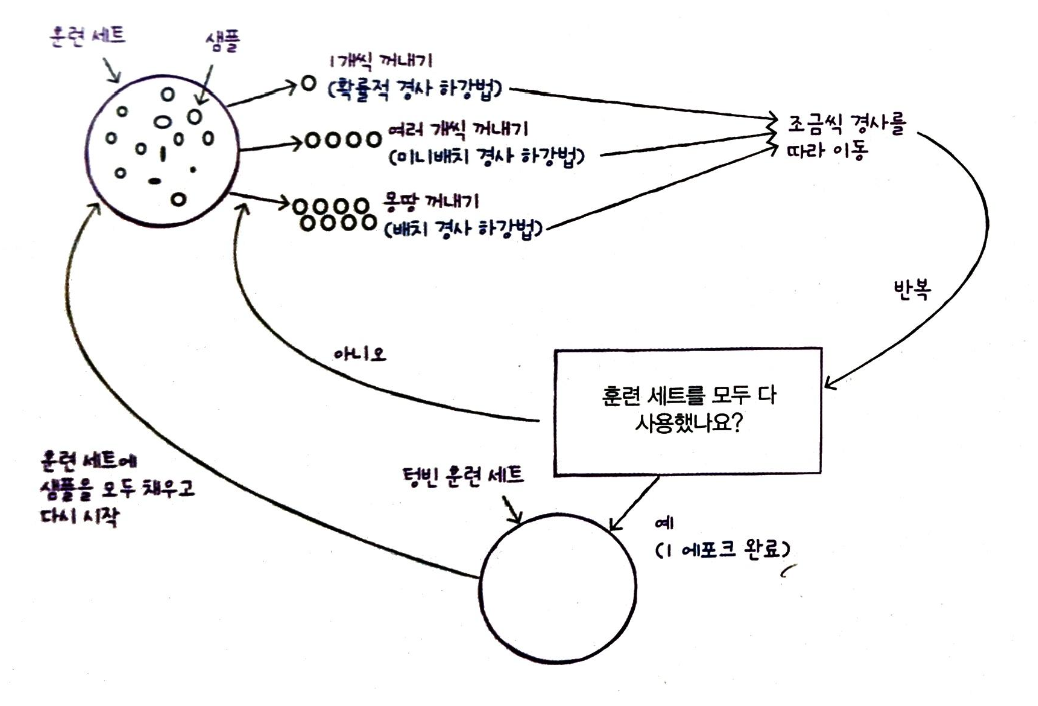 훈련 세트
샘플
1개씩 꺼내기
(확률적 경사 하강법)
여러 개씩 꺼내기
(미니배치 경사 하강법)
몽땅 꺼내기
(배치 경사 하강법)
조금씩 경사를
따라 이동
반복
아니오
훈련 세트를 모두 다
사용했나요?
훈련 세트에
샘플을 모두 채우고
다시 시작
텅빈 훈련 세트
예
(1 에포크 완료)